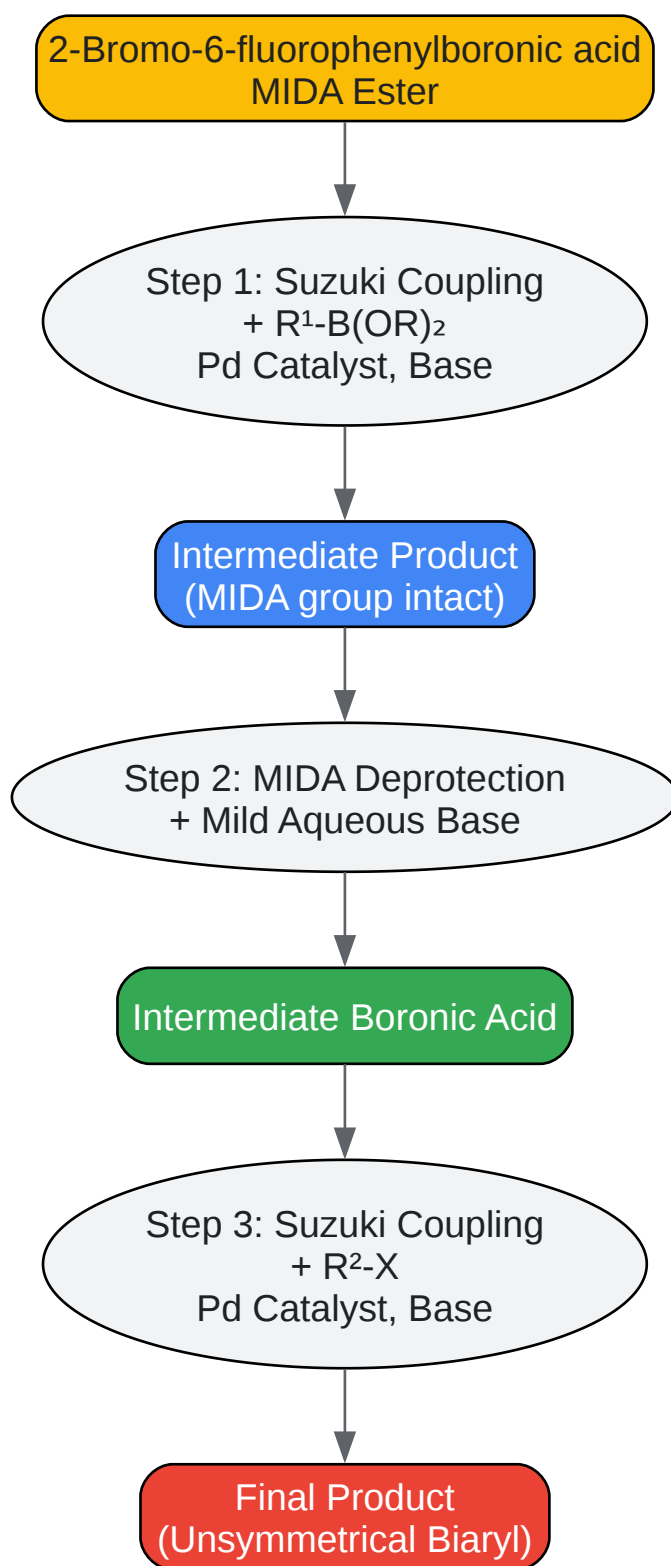 2-Bromo-6-fluorophenylboronic acid
MIDA Ester
Step 1: Suzuki Coupling
+ R¹-B(OR)₂
Pd Catalyst, Base
Intermediate Product
(MIDA group intact)
Step 2: MIDA Deprotection
+ Mild Aqueous Base
Intermediate Boronic Acid
Step 3: Suzuki Coupling
+ R²-X
Pd Catalyst, Base
Final Product
(Unsymmetrical Biaryl)